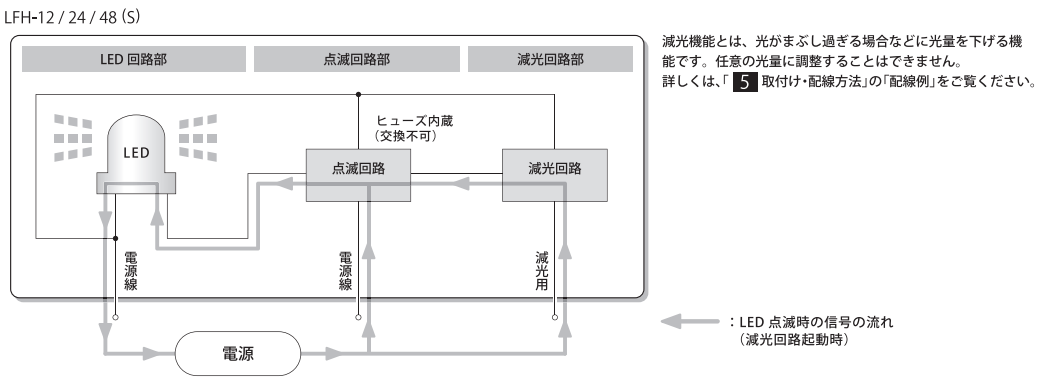 LFH-12 / 24 / 48 (S)
LED 回路部
点滅回路部
減光回路部
減光機能とは、光がまぶし過ぎる場合などに光量を下げる機
能です。任意の光量に調整することはできません。
詳しくは、「 5 取付け・配線方法」の「配線例」をご覧ください。
ヒューズ内蔵
（交換不可）
LED
点滅回路
減光回路
電源線
電源線
減光用
電源
：LED 点滅時の信号の流れ
（減光回路起動時）